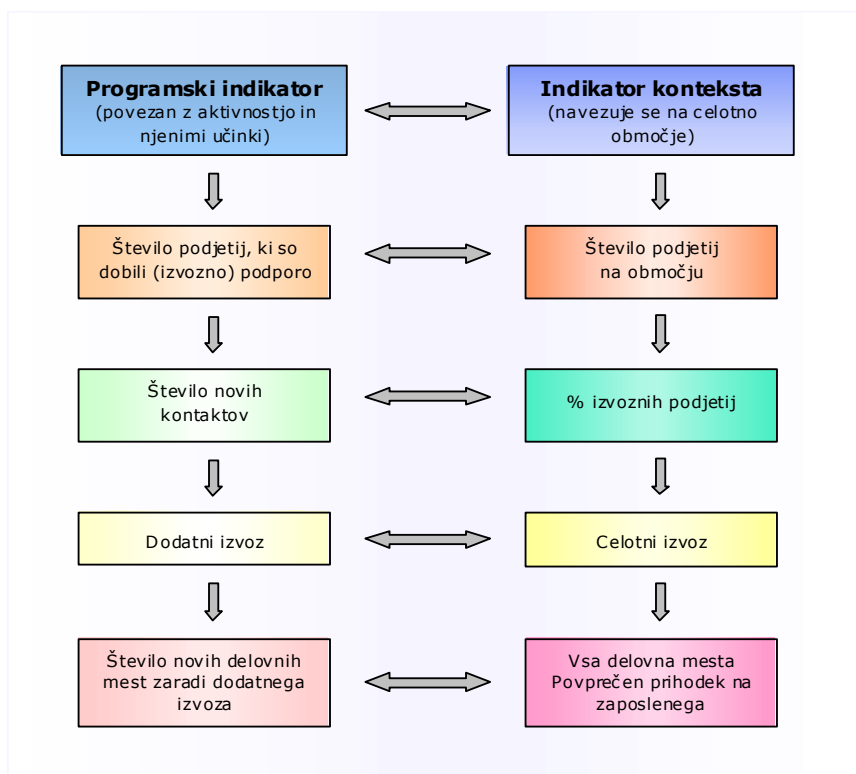 Programski indikator
(povezan z aktivnostjo in
njenimi učinki)
Indikator konteksta
(navezuje se na celotno
območje)
Število podjetij, ki so
dobili (izvozno) podporo
Število podjetij
na območju
Število novih
kontaktov
% izvoznih podjetij
Dodatni izvoz
Celotni izvoz
Število novih delovnih
mest zaradi dodatnega
izvoza
Vsa delovna mesta
Povprečen prihodek na
zaposlenega